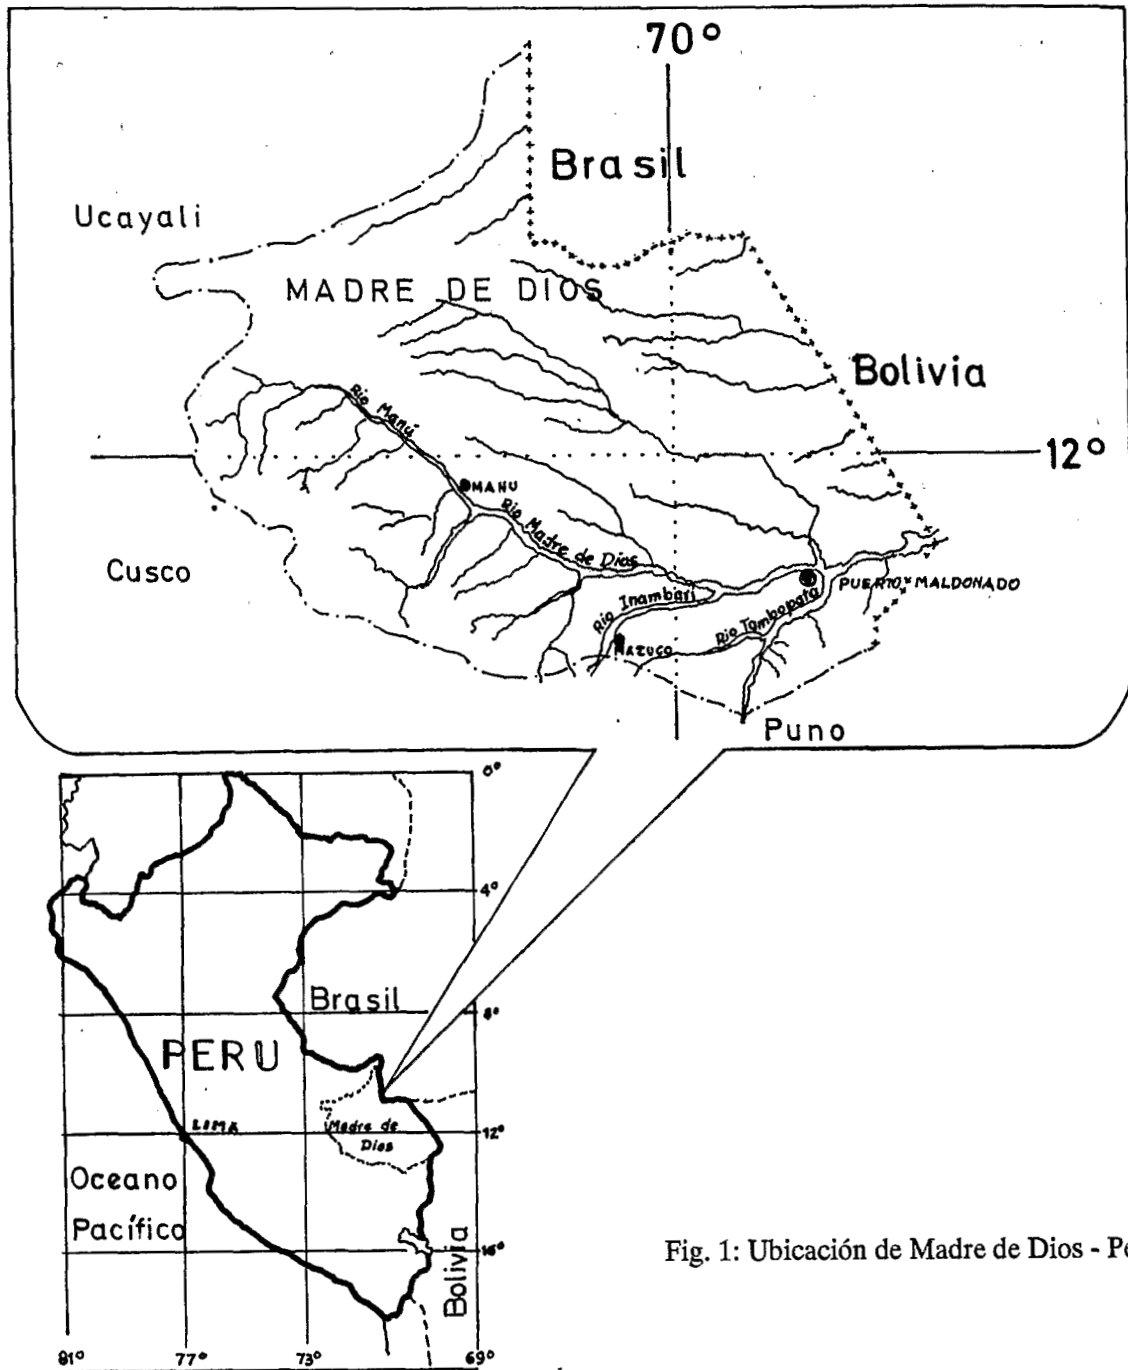 70°
Brasil
Ucayali
MADRE DE DIOS
Bolivia
Río Manú
12°
MANU
Río Madre de Dios
Cusco
PUERTO MALDONADO
Río Inambari
Río Tambopata
MAZUCO
Puno
0°
4°
Brasil
8°
PERU
LIMA
Madre de
Dios
12°
Oceano
Pacífico
16°
Bolivia
81°
77°
73°
69°
Fig. 1: Ubicación de Madre de Dios - Pe